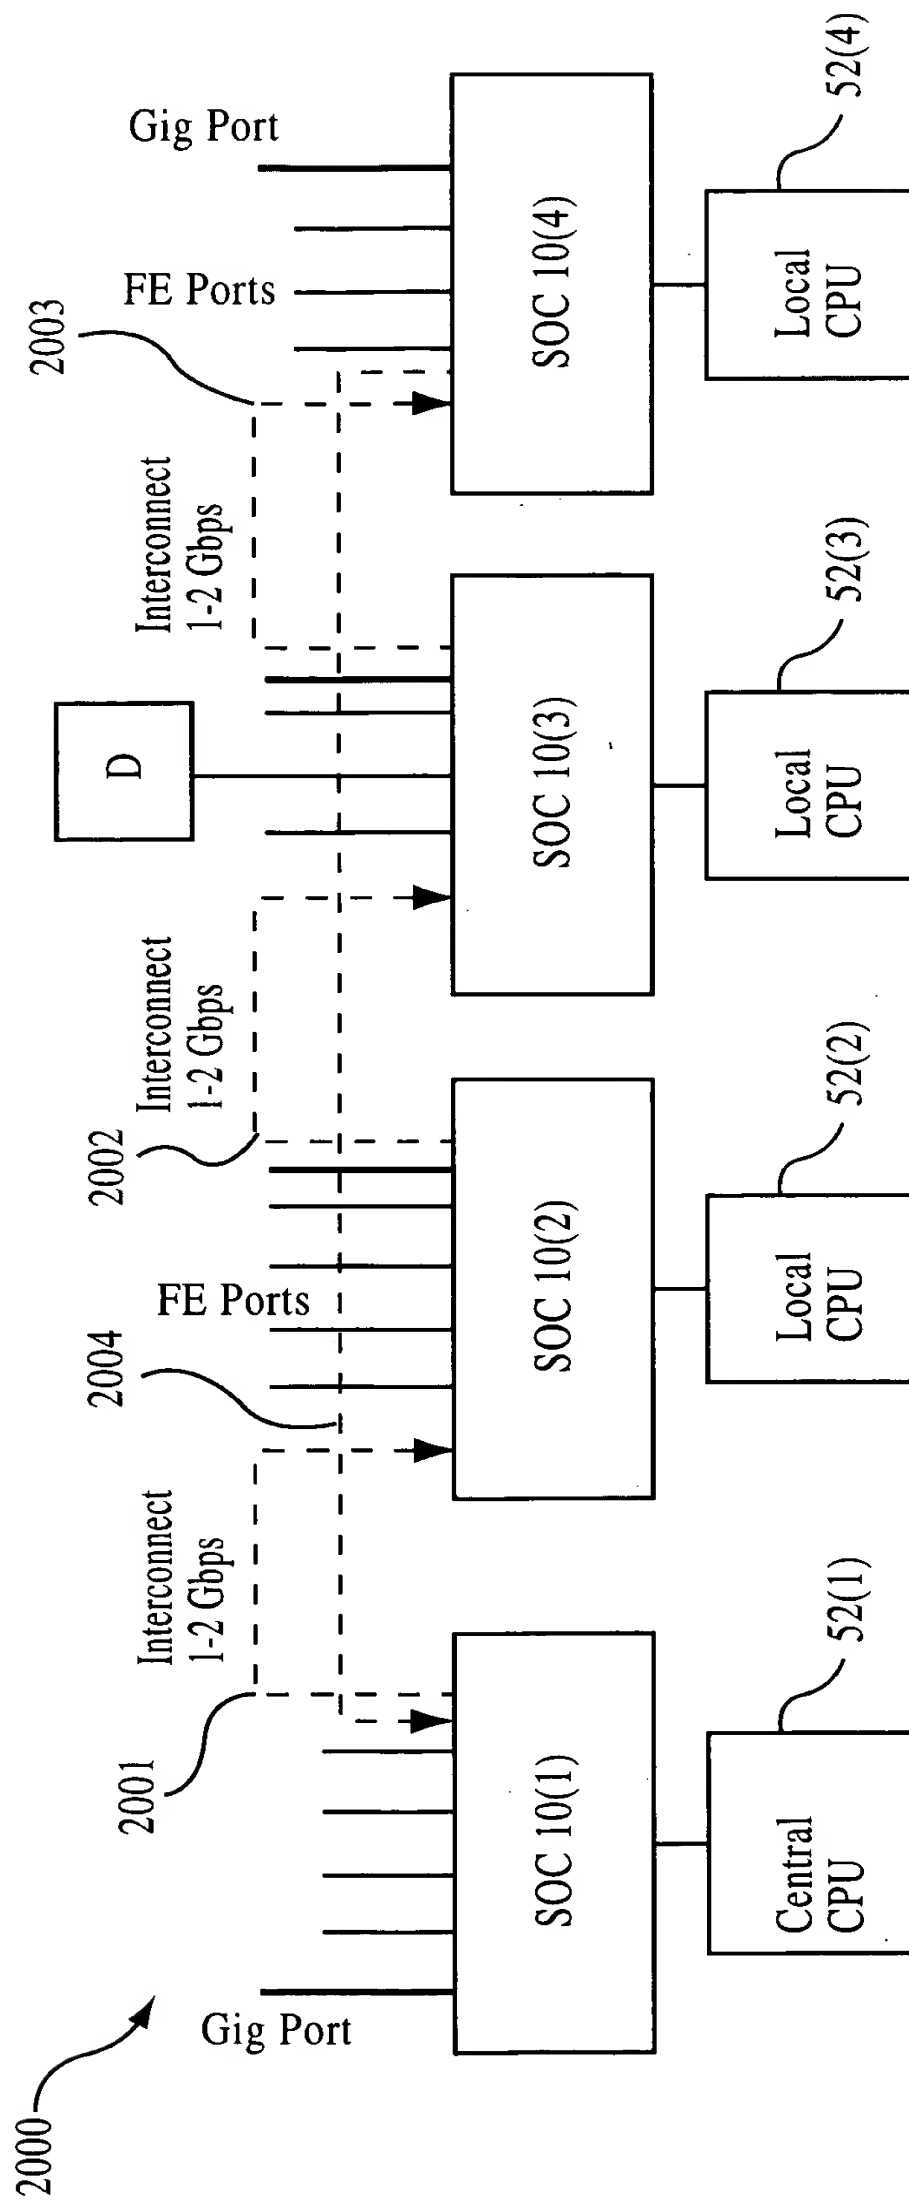 2000
Gig Port
2001
Interconnect
1-2 Gbps
2004
FE Ports
2002
Interconnect
1-2 Gbps
D
Interconnect
1-2 Gbps
2003
FE Ports
Gig Port
SOC 10(1)
SOC 10(2)
SOC 10(3)
SOC 10(4)
Central
CPU
52(1)
Local
CPU
52(2)
Local
CPU
52(3)
Local
CPU
52(4)